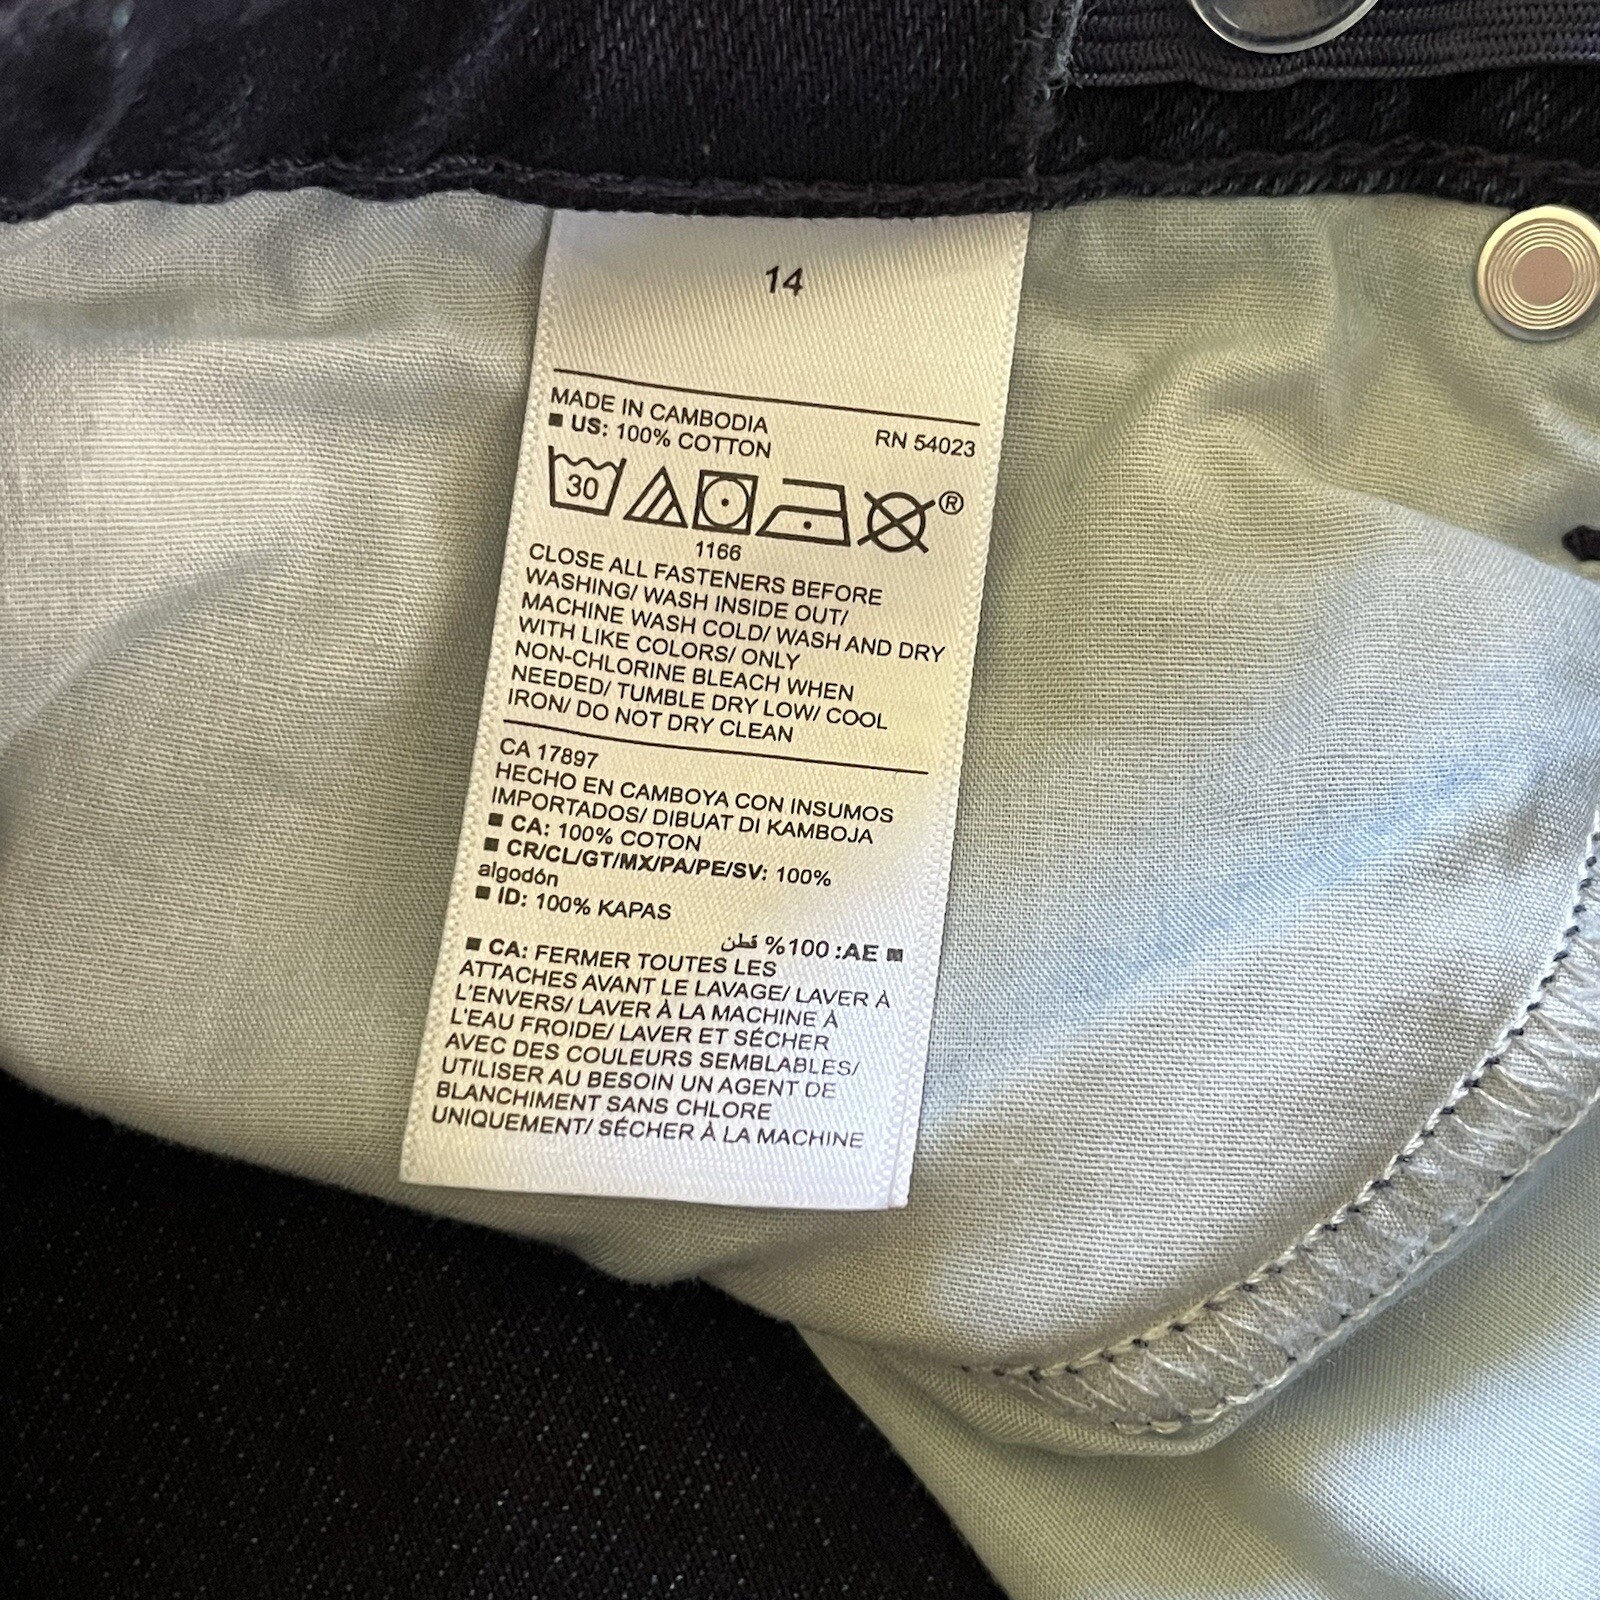 14
MADE IN CAMBODIA
RN 54023
■ US: 100% COTTON
30
®
1166
CLOSE ALL FASTENERS BEFORE
WASHING/ WASH INSIDE OUT/
MACHINE WASH COLD/ WASH AND DRY
WITH LIKE COLORS/ ONLY
NON-CHLORINE BLEACH WHEN
NEEDED/ TUMBLE DRY LOW/ COOL
IRON/ DO NOT DRY CLEAN
CA 17897
HECHO EN CAMBOYA CON INSUMOS
IMPORTADOS/ DIBUAT DI KAMBOJA
■ CA: 100% COTON
■ CR/CL/GT/MX/PA/PE/SV: 100%
algodón
■ ID: 100% KAPAS
■ AE: 100% قطن
■ CA: FERMER TOUTES LES
ATTACHES AVANT LE LAVAGE/ LAVER À
L'ENVERS/ LAVER À LA MACHINE À
L'EAU FROIDE/ LAVER ET SÉCHER
AVEC DES COULEURS SEMBLABLES/
UTILISER AU BESOIN UN AGENT DE
BLANCHIMENT SANS CHLORE
UNIQUEMENT/ SÉCHER À LA MACHINE